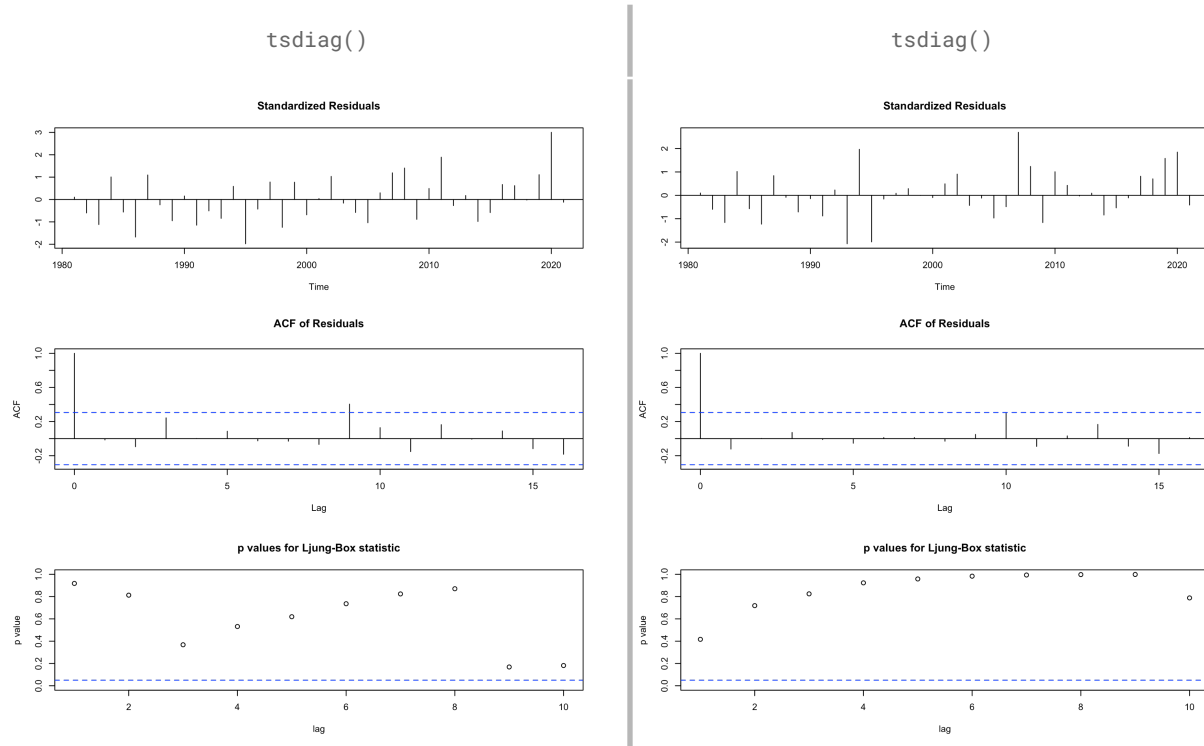 tsdiag()
Standardized Residuals
3
2
1
0
-1
-2
1980 1990 2000 2010 2020
Time
ACF of Residuals
ACF
1.0
0.6
0.2
-0.2
0 5 10 15
Lag
p values for Ljung-Box statistic
p value
1.0
0.8
0.6
0.4
0.2
0.0
2 4 6 8 10
lag
tsdiag()
Standardized Residuals
2
1
0
-1
-2
1980 1990 2000 2010 2020
Time
ACF of Residuals
ACF
1.0
0.6
0.2
-0.2
0 5 10 15
Lag
p values for Ljung-Box statistic
p value
1.0
0.8
0.6
0.4
0.2
0.0
2 4 6 8 10
lag